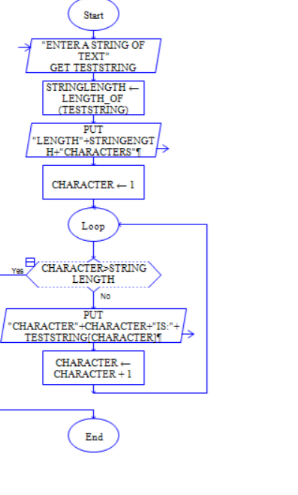 Start
"ENTER A STRING OF
TEXT"
GET TESTSTRING
STRINGLENGTH ←
LENGTH_OF
(TESTSTRING)
PUT
"LENGTH"+STRINGENGT
H+"CHARACTERS"¶
CHARACTER ← 1
Loop
CHARACTER>STRING
LENGTH
Yes
No
PUT
"CHARACTER"+CHARACTER+"IS:"+
TESTSTRING[CHARACTER]¶
CHARACTER ←
CHARACTER + 1
End